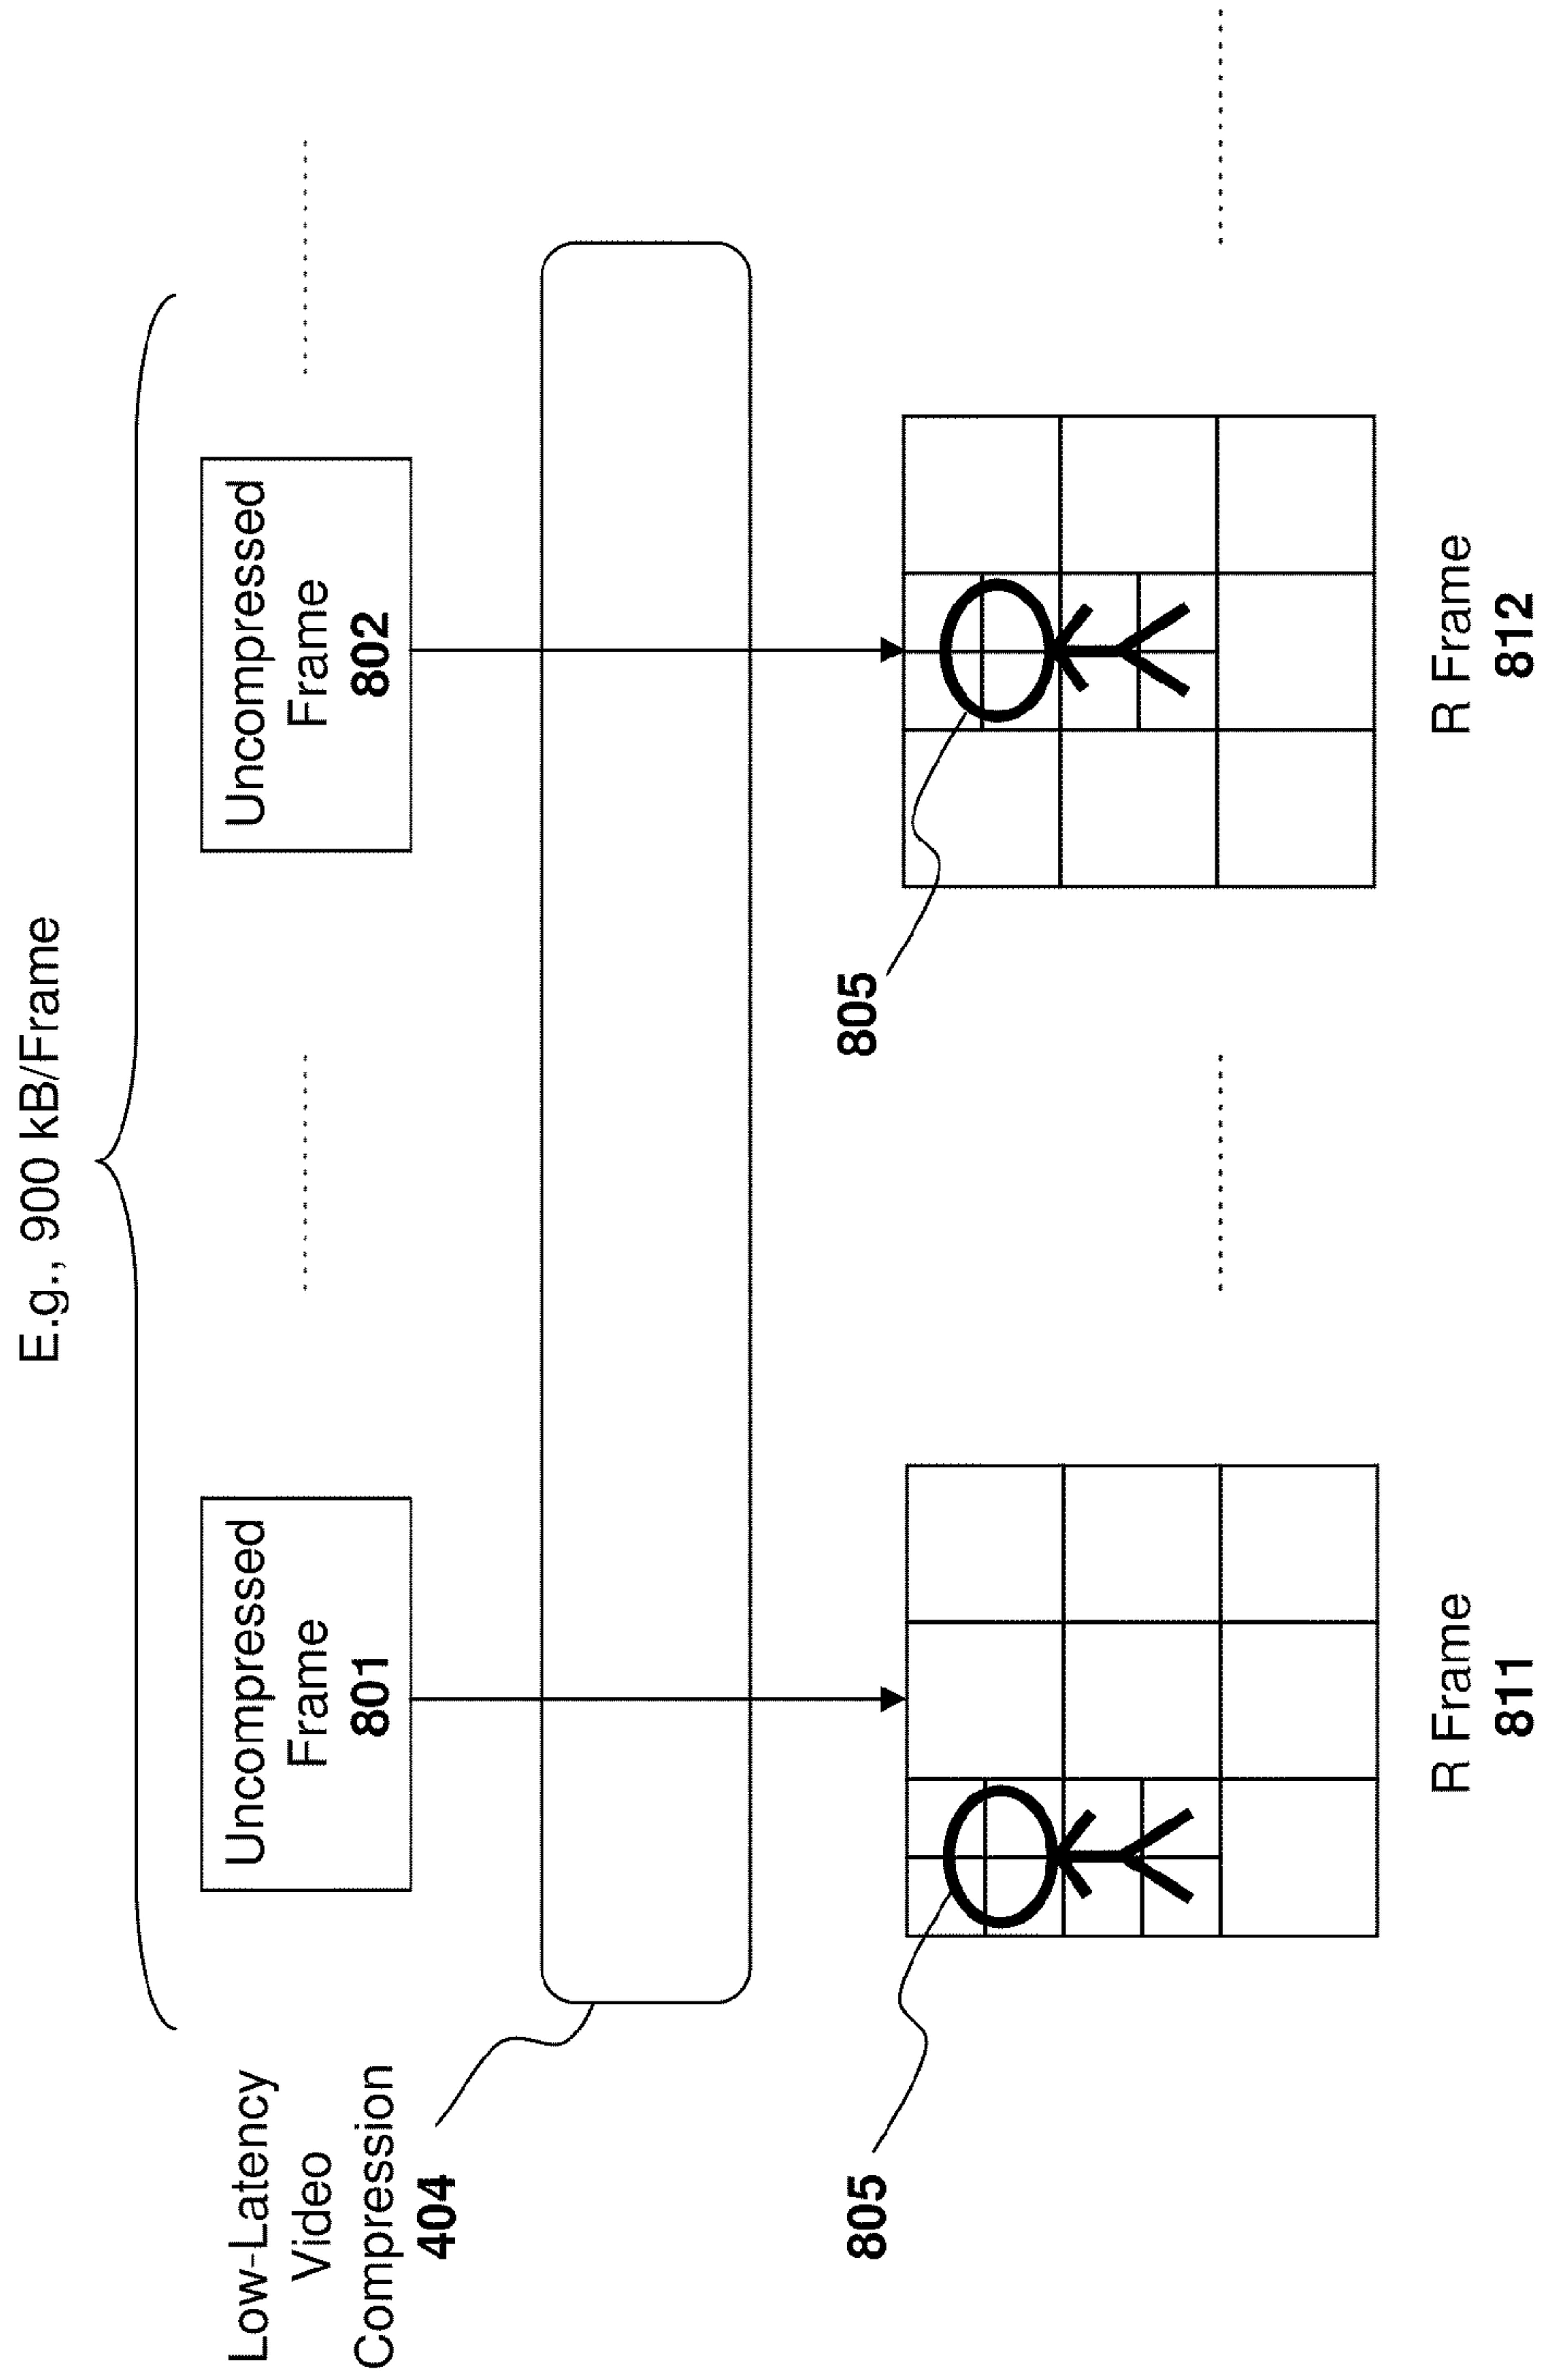 E.g., 900 kB/Frame
Low-Latency
Video
Compression
404
Uncompressed
Frame
801
Uncompressed
Frame
802
805
805
R Frame
811
R Frame
812